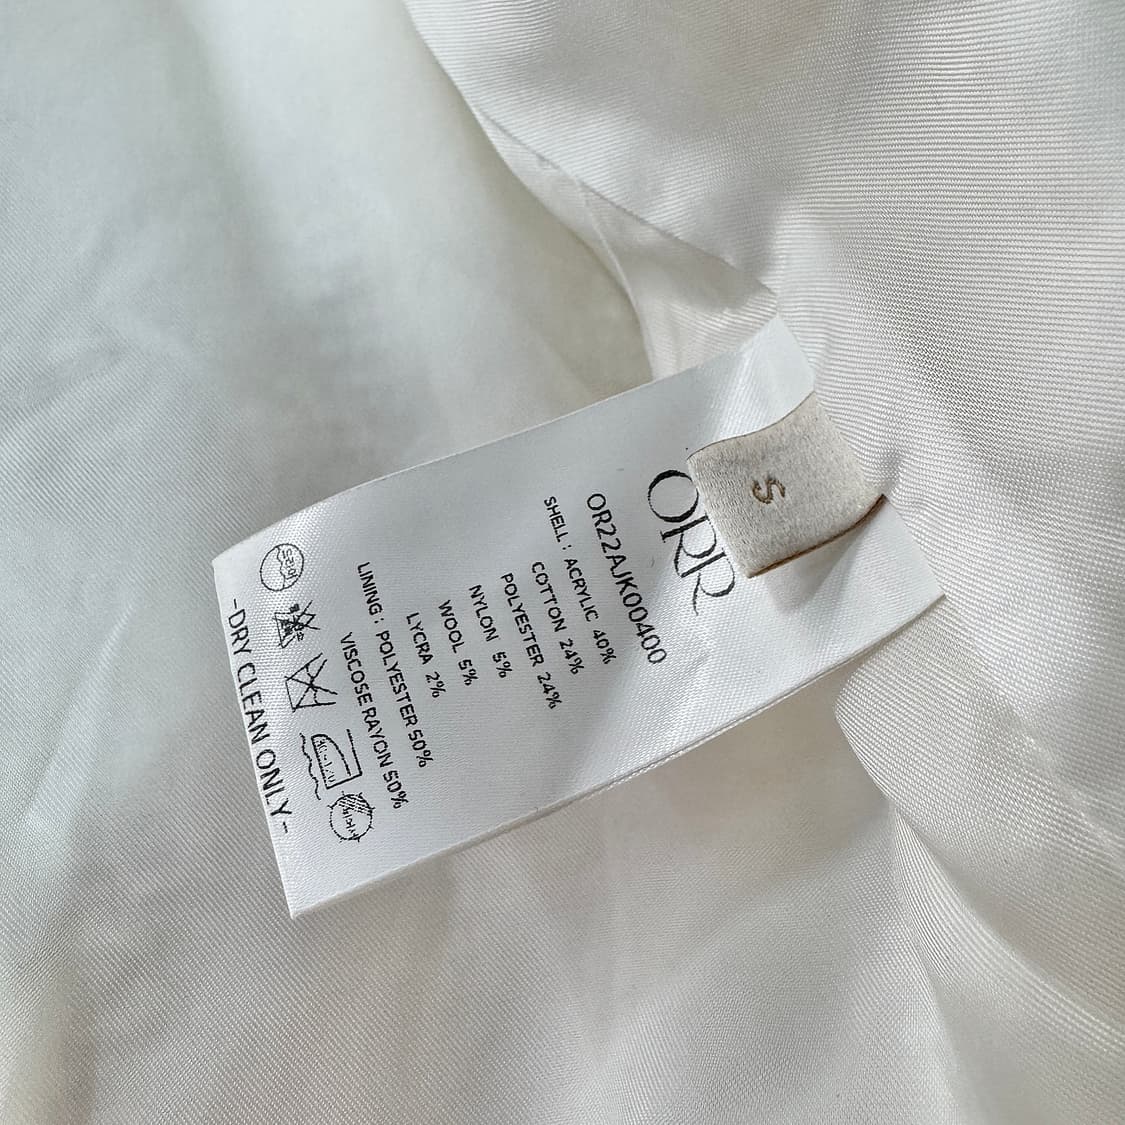 S
ORR
OR22AJK00400
SHELL : ACRYLIC 40%
COTTON 24%
POLYESTER 24%
NYLON 5%
WOOL 5%
LYCRA 2%
LINING : POLYESTER 50%
VISCOSE RAYON 50%
-DRY CLEAN ONLY-